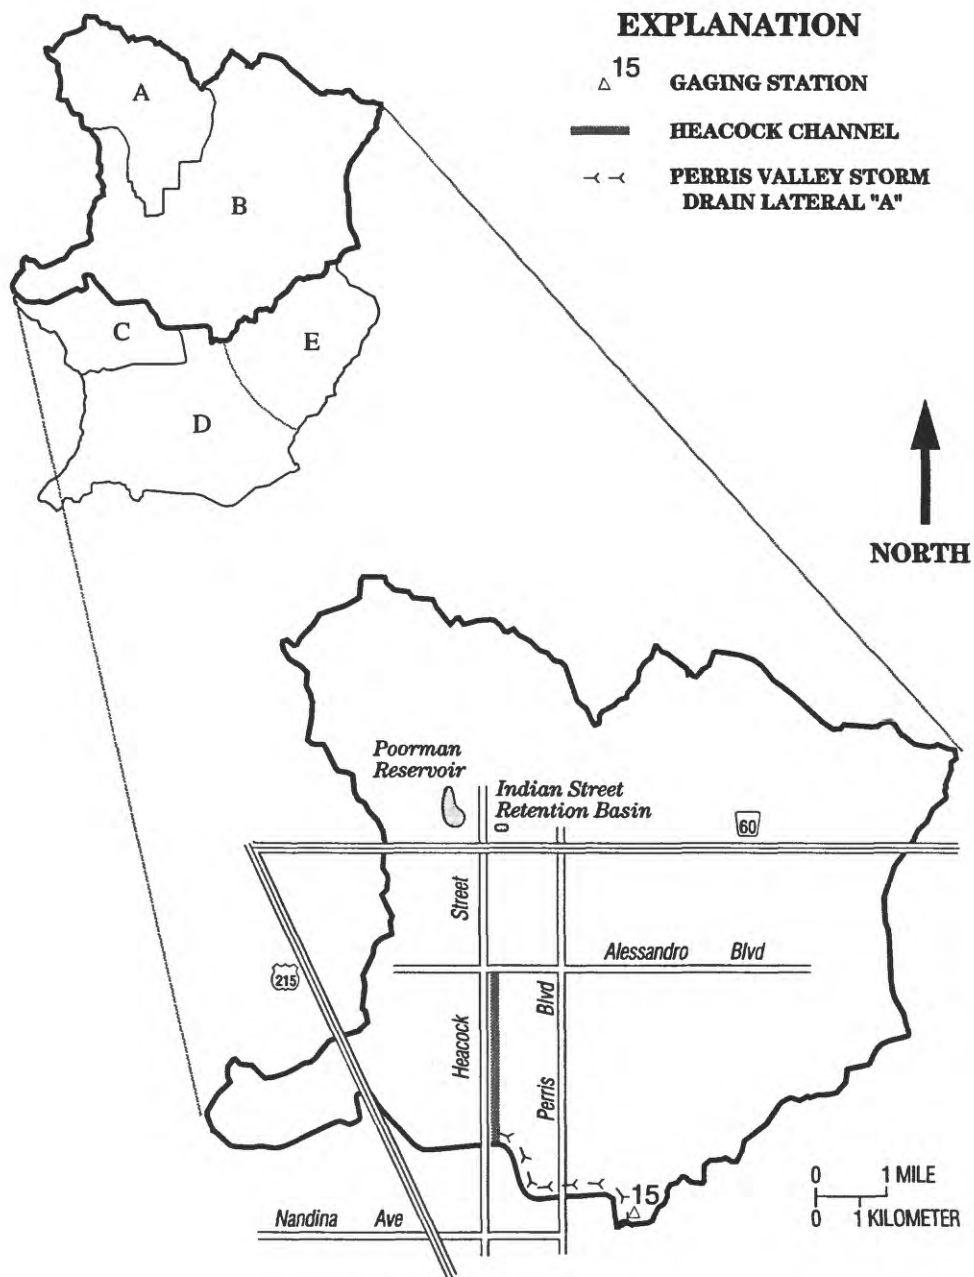 EXPLANATION
15
GAGING STATION
HEACOCK CHANNEL
PERRIS VALLEY STORM
DRAIN LATERAL "A"
A
B
C
E
D
NORTH
Poorman
Reservoir
Indian Street
Retention Basin
60
Street
Alessandro Blvd
215
Heacock
Perris Blvd
15
0 1 MILE
0 1 KILOMETER
Nandina Ave